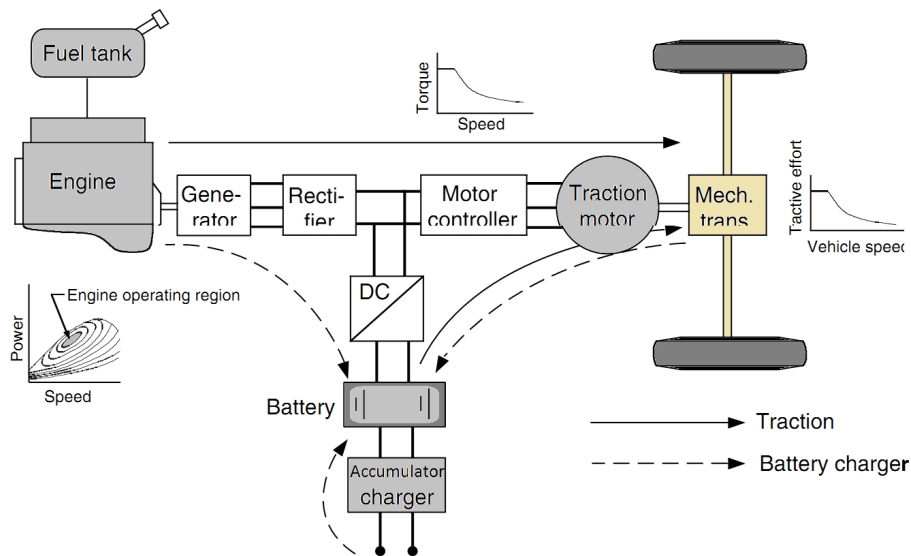 Fuel tank
Torque
Speed
Engine
Gene-
rator
Recti-
fier
Motor
controller
Traction
motor
Mech.
trans.
Tractive effort
Vehicle speed
Engine operating region
Power
Speed
DC
Battery
Accumulator
charger
Traction
Battery charger